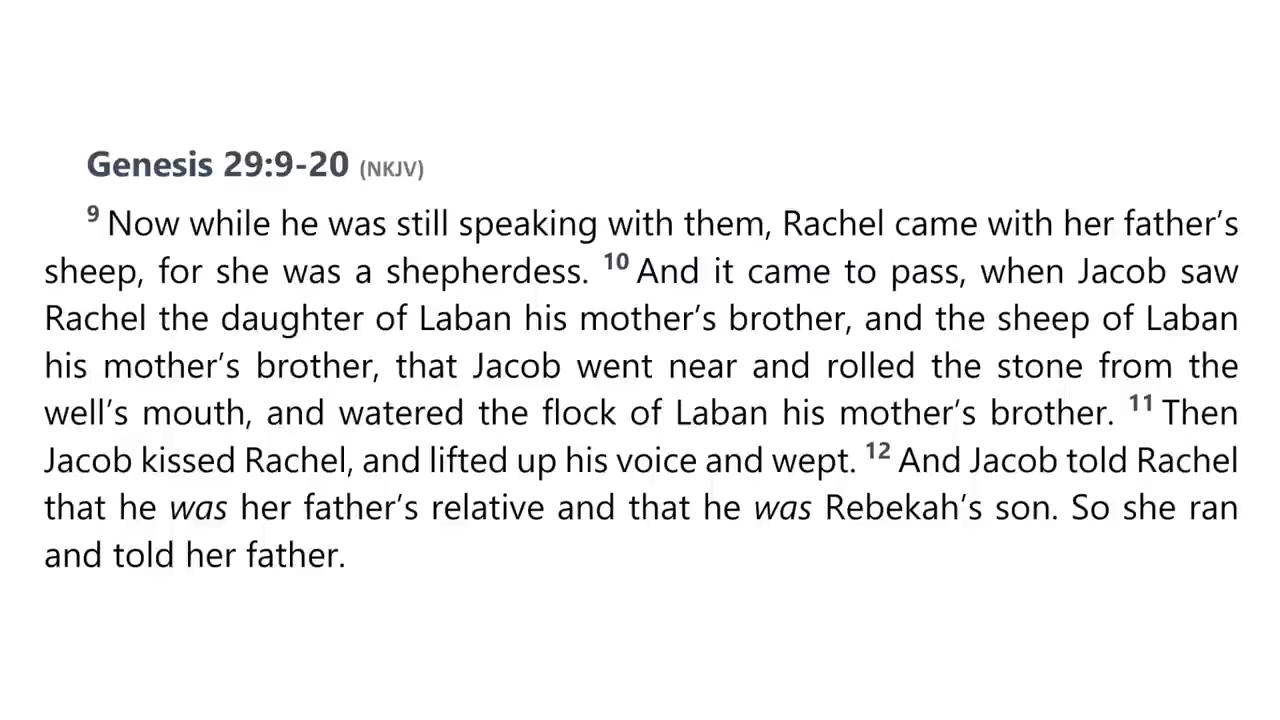 Genesis 29:9-20 (NKJV)
9 Now while he was still speaking with them, Rachel came with her father’s
sheep, for she was a shepherdess. 10 And it came to pass, when Jacob saw
Rachel the daughter of Laban his mother’s brother, and the sheep of Laban
his mother’s brother, that Jacob went near and rolled the stone from the
well’s mouth, and watered the flock of Laban his mother’s brother. 11 Then
Jacob kissed Rachel, and lifted up his voice and wept. 12 And Jacob told Rachel
that he was her father’s relative and that he was Rebekah’s son. So she ran
and told her father.